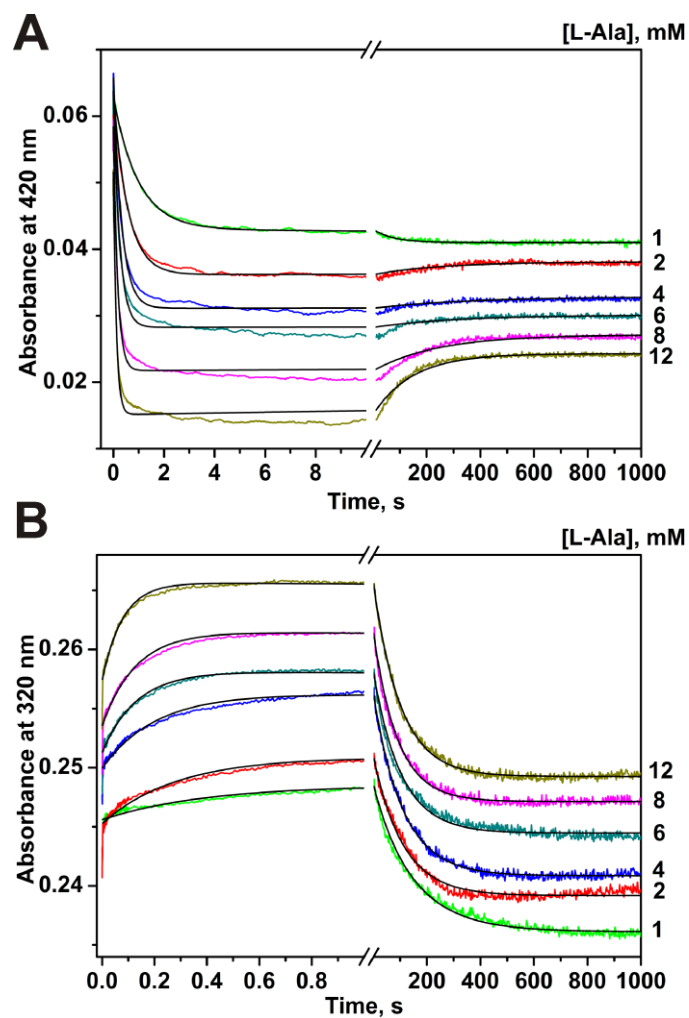 A
[L-Ala], mM
Absorbance at 420 nm
0.06
0.04
0.02
1
2
4
6
8
12
0 2 4 6 8 200 400 600 800 1000
Time, s
B
[L-Ala], mM
Absorbance at 320 nm
0.26
0.25
0.24
12
8
6
4
2
1
0.0 0.2 0.4 0.6 0.8 200 400 600 800 1000
Time, s